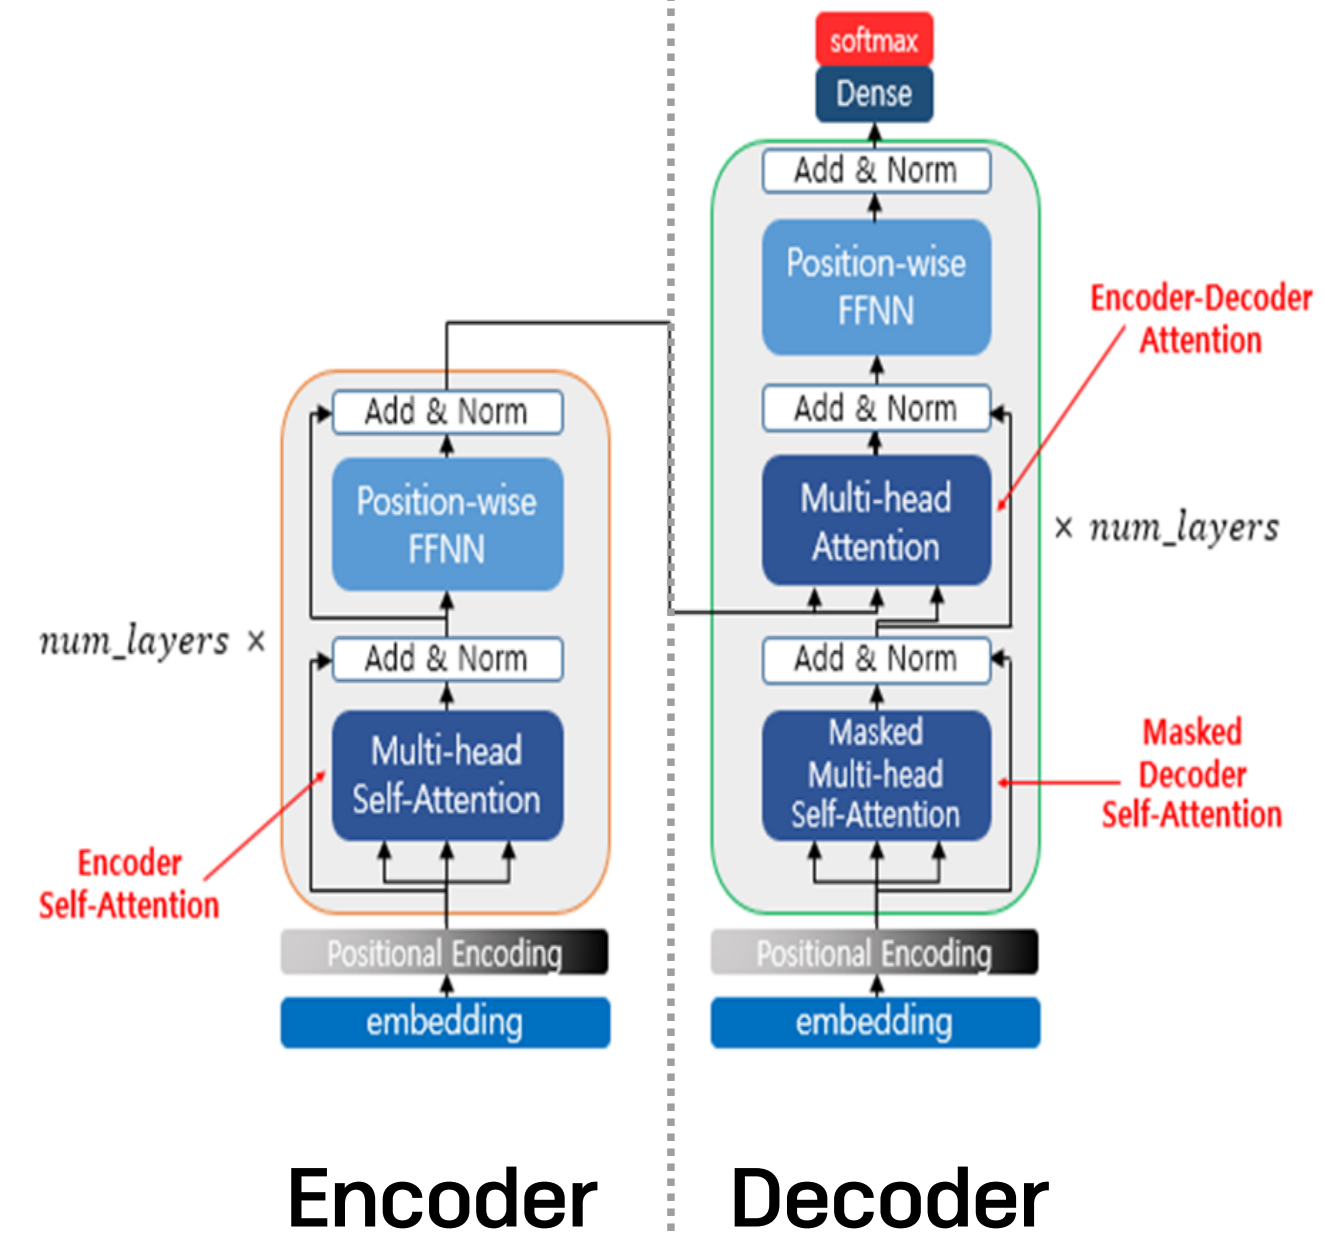 softmax
Dense
Add & Norm
Position-wise
FFNN
Encoder-Decoder
Attention
Add & Norm
Multi-head
Attention
× num_layers
Add & Norm
Masked
Multi-head
Self-Attention
Masked
Decoder
Self-Attention
Positional Encoding
embedding
Add & Norm
Position-wise
FFNN
num_layers ×
Add & Norm
Multi-head
Self-Attention
Encoder
Self-Attention
Positional Encoding
embedding
Encoder
Decoder